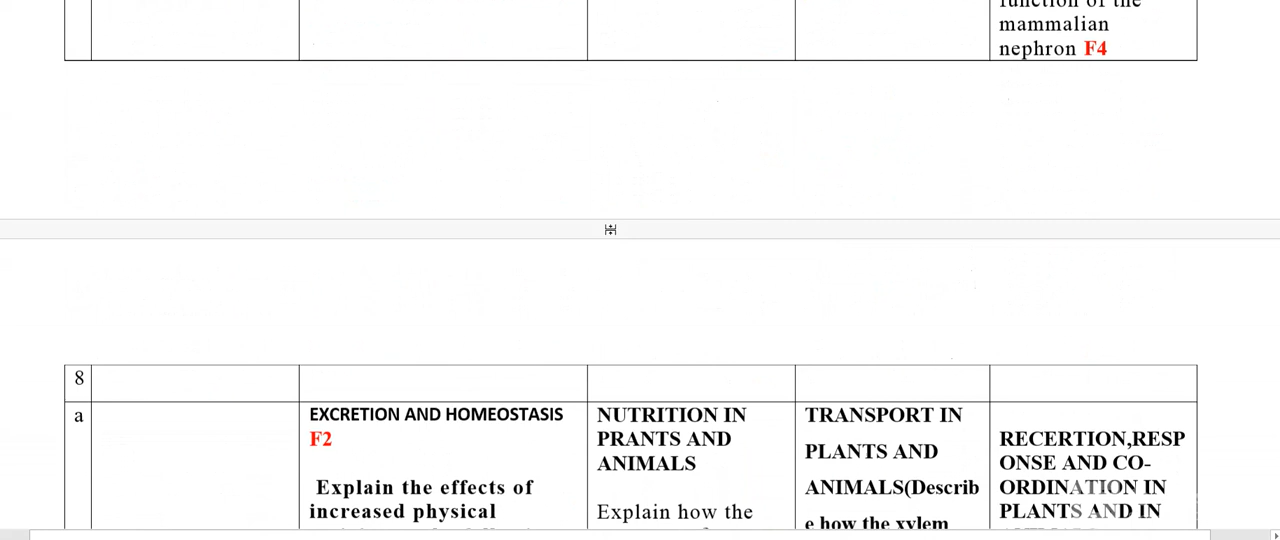 function of the
mammalian
nephron F4
8
a
EXCRETION AND HOMEOSTASIS
F2
Explain the effects of
increased physical
NUTRITION IN
PRANTS AND
ANIMALS
Explain how the
TRANSPORT IN
PLANTS AND
ANIMALS(Describ
e how the xylem
RECERTION,RESP
ONSE AND CO-
ORDINATION IN
PLANTS AND IN